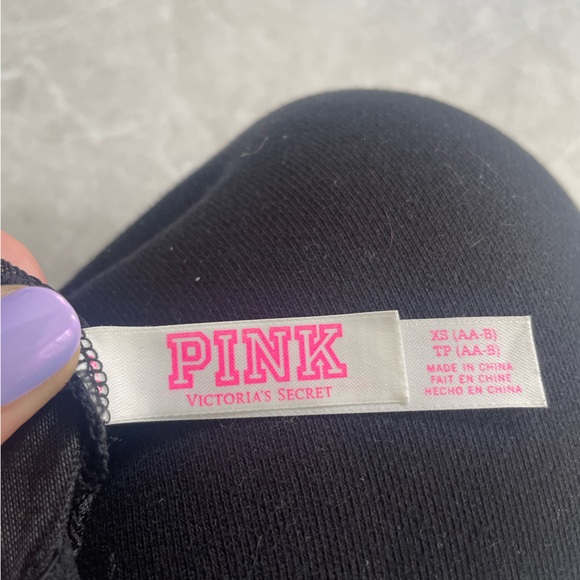 PINK
VICTORIA'S SECRET
XS (AA-B)
TP (AA-B)
MADE IN CHINA
FAIT EN CHINE
HECHO EN CHINA